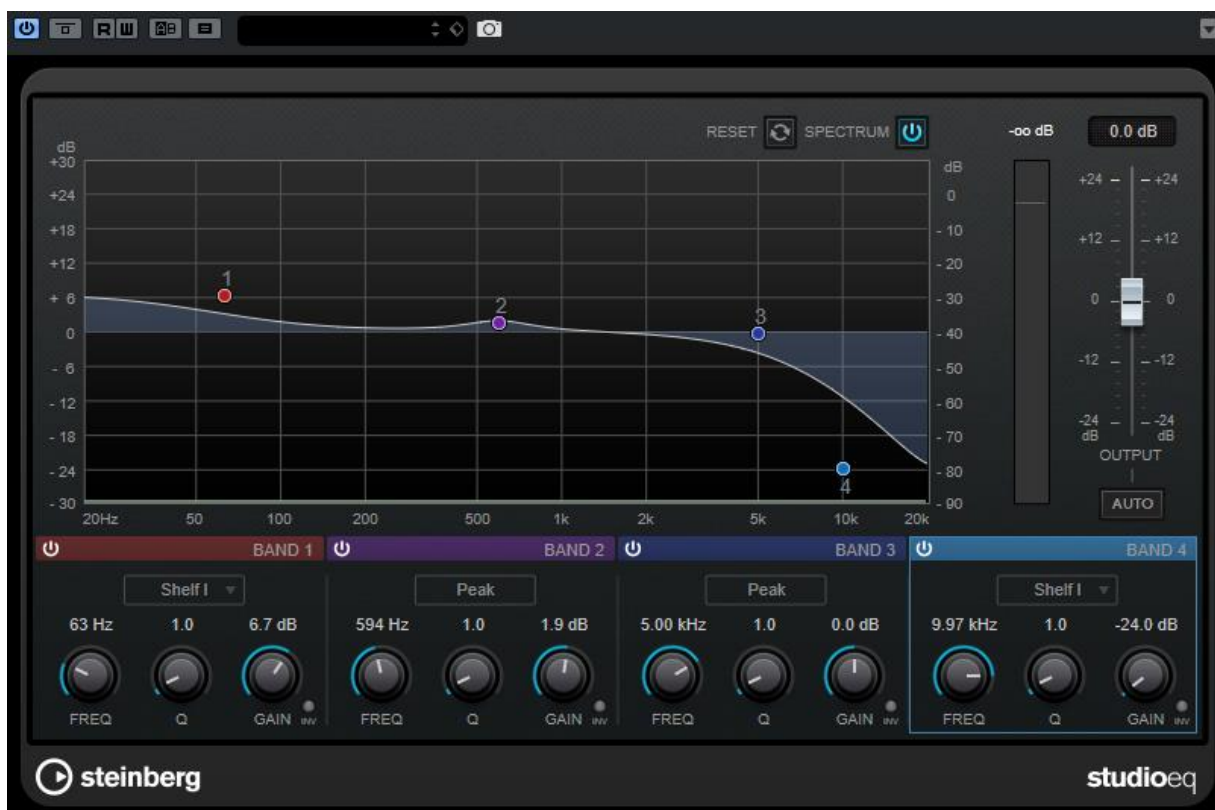 R W A B
RESET SPECTRUM -oo dB 0.0 dB
dB
+30
+24
+18
+12
+ 6
0
- 6
- 12
- 18
- 24
- 30
1
2
3
4
dB
0
- 10
- 20
- 30
- 40
- 50
- 60
- 70
- 80
- 90
20Hz 50 100 200 500 1k 2k 5k 10k 20k
+24 +24
+12 +12
0 0
-12 -12
-24 -24
dB dB
OUTPUT
AUTO
BAND 1 BAND 2 BAND 3 BAND 4
Shelf I Peak Peak Shelf I
63 Hz 1.0 6.7 dB 594 Hz 1.0 1.9 dB 5.00 kHz 1.0 0.0 dB 9.97 kHz 1.0 -24.0 dB
FREQ Q GAIN INV FREQ Q GAIN INV FREQ Q GAIN INV FREQ Q GAIN INV
steinberg studioeq